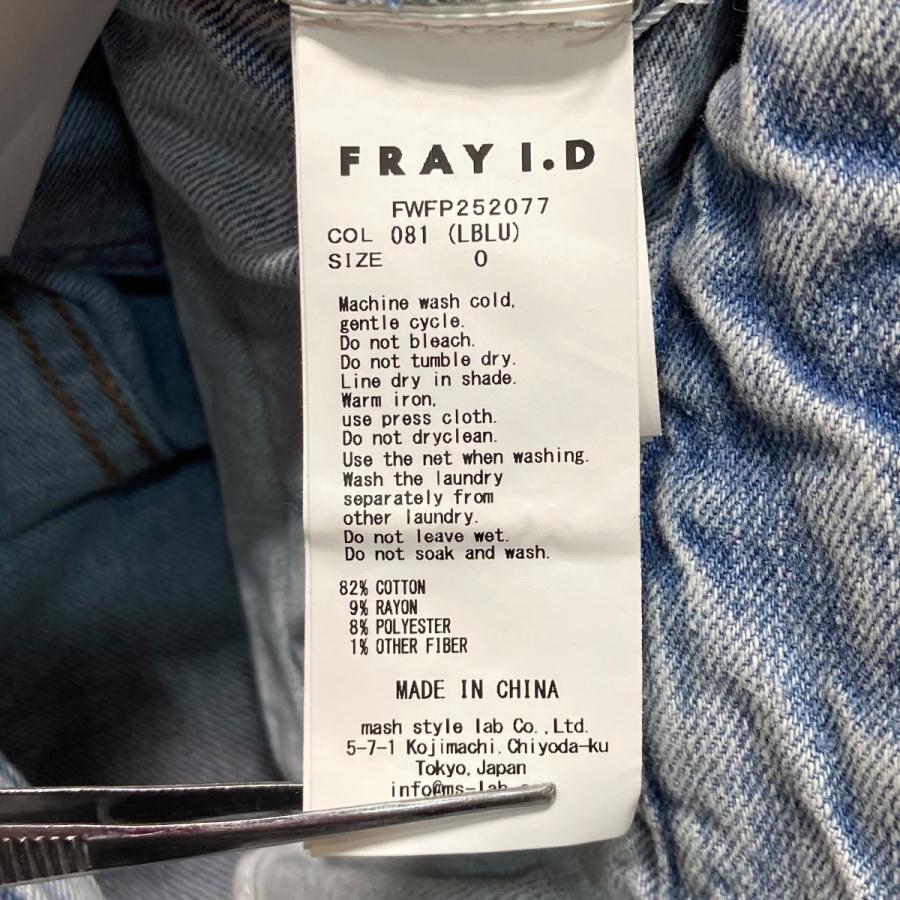 FRAY I.D
FWFP252077
COL 081 (LBLU)
SIZE 0
Machine wash cold,
gentle cycle.
Do not bleach.
Do not tumble dry.
Line dry in shade.
Warm iron,
use press cloth.
Do not dryclean.
Use the net when washing.
Wash the laundry
separately from
other laundry.
Do not leave wet.
Do not soak and wash.
82% COTTON
9% RAYON
8% POLYESTER
1% OTHER FIBER
MADE IN CHINA
mash style lab Co.,Ltd.
5-7-1 Kojimachi.Chiyoda-ku
Tokyo,Japan